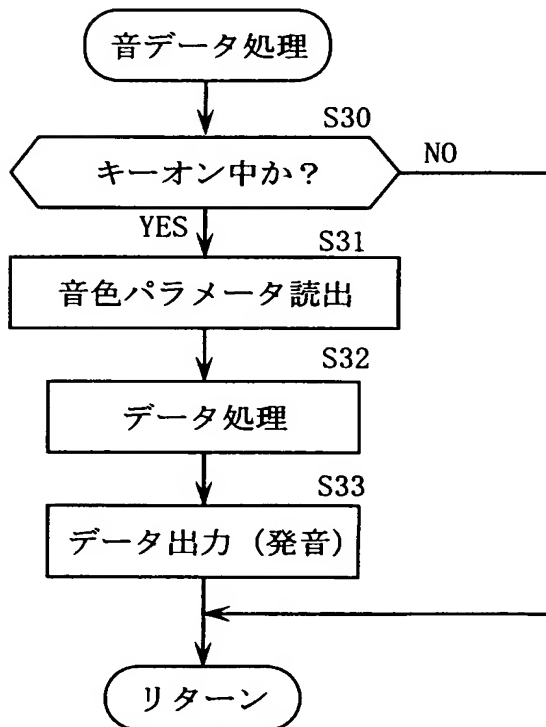 音データ処理
S30
キーオン中か？
NO
YES
S31
音色パラメータ読出
S32
データ処理
S33
データ出力（発音）
リターン